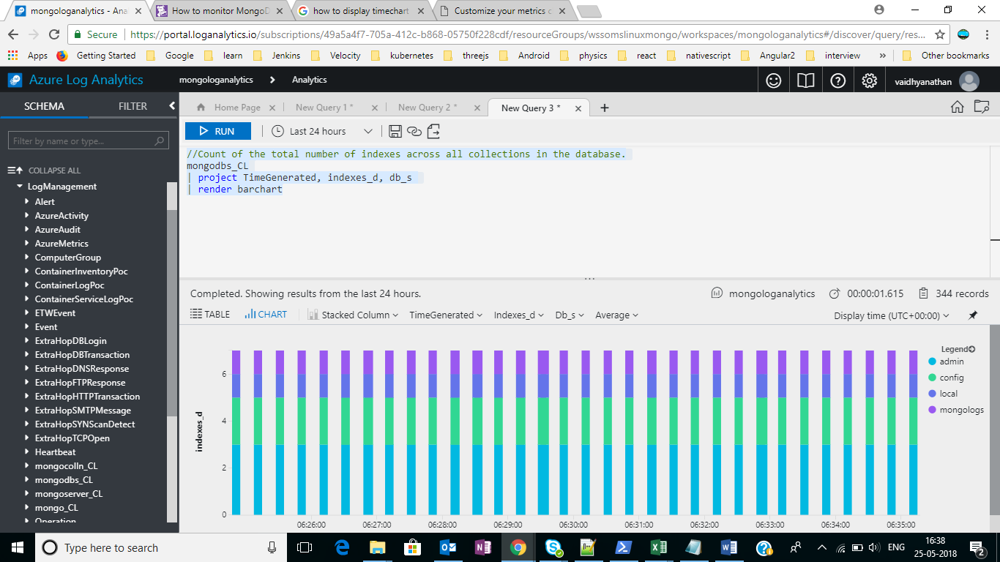 mongologanalytics - Ana
How to monitor MongoD
how to display timechart
Customize your metrics c
Secure
https://portal.loganalytics.io/subscriptions/49a5a4f7-705a-412c-b868-05750f228cdf/resourceGroups/wssomslinuxmongo/workspaces/mongologanalytics#/discover/query/res...
Apps Getting Started Google learn Jenkins Velocity kubernetes threejs Android physics react nativescript Angular2 interview » Other bookmarks
Azure Log Analytics mongologanalytics > Analytics vaidhyanathan
SCHEMA FILTER
Home Page New Query 1 * New Query 2 * New Query 3 *
RUN Last 24 hours
Filter by name or type...
COLLAPSE ALL
LogManagement
Alert
AzureActivity
AzureAudit
AzureMetrics
ComputerGroup
ContainerInventoryPoc
ContainerLogPoc
ContainerServiceLogPoc
ETWEvent
Event
ExtraHopDBLogin
ExtraHopDBTransaction
ExtraHopDNSResponse
ExtraHopFTPResponse
ExtraHopHTTPTransaction
ExtraHopSMTPMessage
ExtraHopSYNScanDetect
ExtraHopTCPOpen
Heartbeat
mongocolln_CL
mongodbs_CL
mongoserver_CL
mongo_CL
Operation
//Count of the total number of indexes across all collections in the database.
mongodbs_CL
| project TimeGenerated, indexes_d, db_s
| render barchart
Completed. Showing results from the last 24 hours. mongologanalytics 00:00:01.615 344 records
TABLE CHART Stacked Column TimeGenerated Indexes_d Db_s Average Display time (UTC+00:00)
Legend
admin
config
local
mongologs
indexes_d
6
4
2
0
06:26:00 06:27:00 06:28:00 06:29:00 06:30:00 06:31:00 06:32:00 06:33:00 06:34:00 06:35:00
Type here to search
ENG
16:38
25-05-2018
2